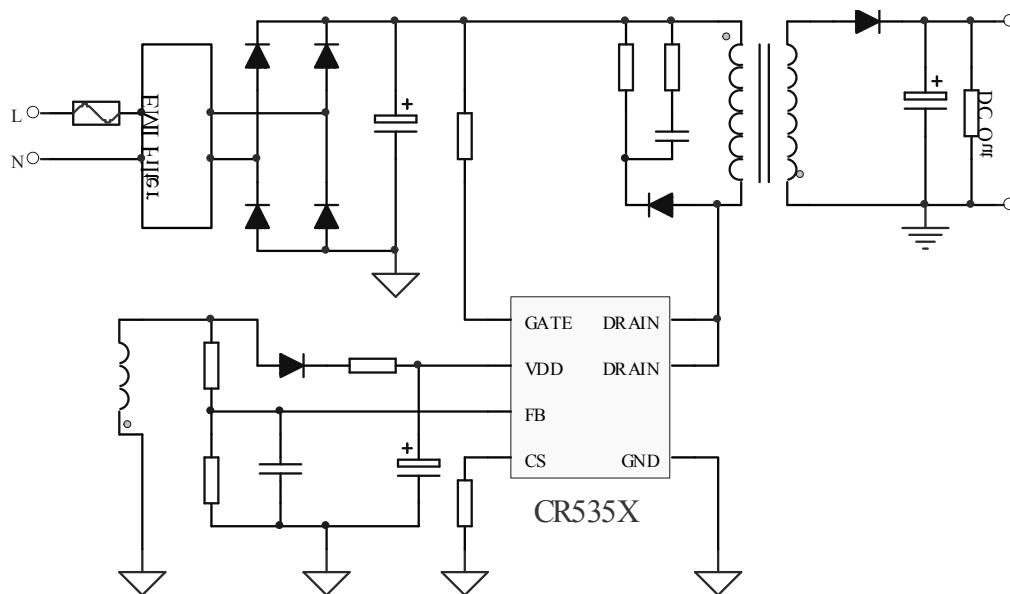 L
N
EMI Filter
DC Out
GATE DRAIN
VDD DRAIN
FB
CS GND
CR535X